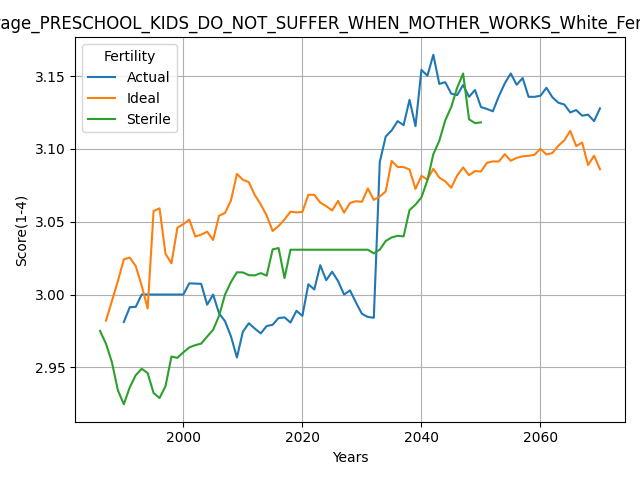 rage_PRESCHOOL_KIDS_DO_NOT_SUFFER_WHEN_MOTHER_WORKS_White_Fer
Fertility
Actual
Ideal
Sterile
3.15
3.10
3.05
3.00
2.95
Score(1-4)
2000
2020
2040
2060
Years